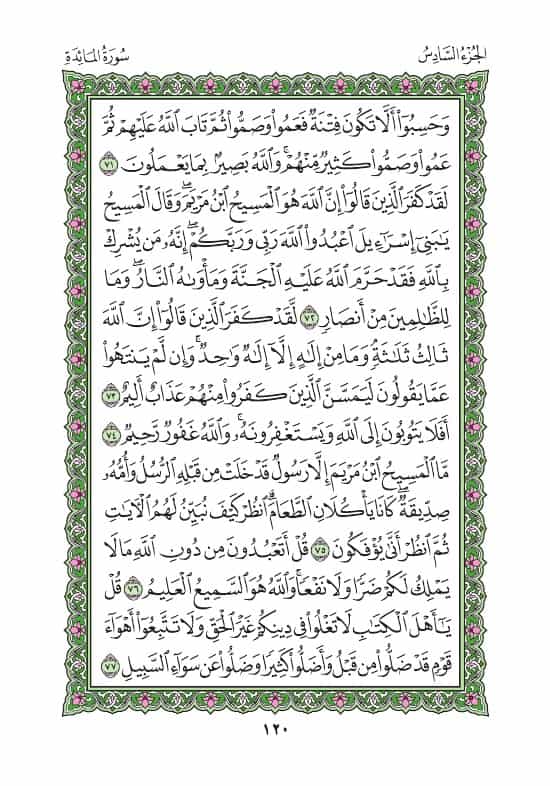 الجُزْءُ السَّادِسُ سُورَةُ المَائِدَةِ
وَحَسِبُوٓا۟ أَلَّا تَكُونَ فِتْنَةٌ فَعَمُوا۟ وَصَمُّوا۟ ثُمَّ تَابَ ٱللَّهُ عَلَيْهِمْ ثُمَّ
عَمُوا۟ وَصَمُّوا۟ كَثِيرٌ مِّنْهُمْ ۚ وَٱللَّهُ بَصِيرٌۢ بِمَا يَعْمَلُونَ ٧١
لَقَدْ كَفَرَ ٱلَّذِينَ قَالُوٓا۟ إِنَّ ٱللَّهَ هُوَ ٱلْمَسِيحُ ٱبْنُ مَرْيَمَ ۖ وَقَالَ ٱلْمَسِيحُ
يَـٰبَنِىٓ إِسْرَٰٓءِيلَ ٱعْبُدُوا۟ ٱللَّهَ رَبِّى وَرَبَّكُمْ ۖ إِنَّهُۥ مَن يُشْرِكْ
بِٱللَّهِ فَقَدْ حَرَّمَ ٱللَّهُ عَلَيْهِ ٱلْجَنَّةَ وَمَأْوَىٰهُ ٱلنَّارُ ۖ وَمَا
لِلظَّـٰلِمِينَ مِنْ أَنصَارٍ ٧٢ لَّقَدْ كَفَرَ ٱلَّذِينَ قَالُوٓا۟ إِنَّ ٱللَّهَ
ثَالِثُ ثَلَـٰثَةٍ ۘ وَمَا مِنْ إِلَـٰهٍ إِلَّآ إِلَـٰهٌ وَٰحِدٌ ۚ وَإِن لَّمْ يَنتَهُوا۟
عَمَّا يَقُولُونَ لَيَمَسَّنَّ ٱلَّذِينَ كَفَرُوا۟ مِنْهُمْ عَذَابٌ أَلِيمٌ ٧٣
أَفَلَا يَتُوبُونَ إِلَى ٱللَّهِ وَيَسْتَغْفِرُونَهُۥ ۚ وَٱللَّهُ غَفُورٌ رَّحِيمٌ ٧٤
مَّا ٱلْمَسِيحُ ٱبْنُ مَرْيَمَ إِلَّا رَسُولٌ قَدْ خَلَتْ مِن قَبْلِهِ ٱلرُّسُلُ وَأُمُّهُۥ
صِدِّيقَةٌ ۖ كَانَا يَأْكُلَانِ ٱلطَّعَامَ ۗ ٱنظُرْ كَيْفَ نُبَيِّنُ لَهُمُ ٱلْـَٔايَـٰتِ
ثُمَّ ٱنظُرْ أَنَّىٰ يُؤْفَكُونَ ٧٥ قُلْ أَتَعْبُدُونَ مِن دُونِ ٱللَّهِ مَا لَا
يَمْلِكُ لَكُمْ ضَرًّا وَلَا نَفْعًا ۚ وَٱللَّهُ هُوَ ٱلسَّمِيعُ ٱلْعَلِيمُ ٧٦ قُلْ
يَـٰٓأَهْلَ ٱلْكِتَـٰبِ لَا تَغْلُوا۟ فِى دِينِكُمْ غَيْرَ ٱلْحَقِّ وَلَا تَتَّبِعُوٓا۟ أَهْوَآءَ
قَوْمٍ قَدْ ضَلُّوا۟ مِن قَبْلُ وَأَضَلُّوا۟ كَثِيرًا وَضَلُّوا۟ عَن سَوَآءِ ٱلسَّبِيلِ ٧٧
١٢٠